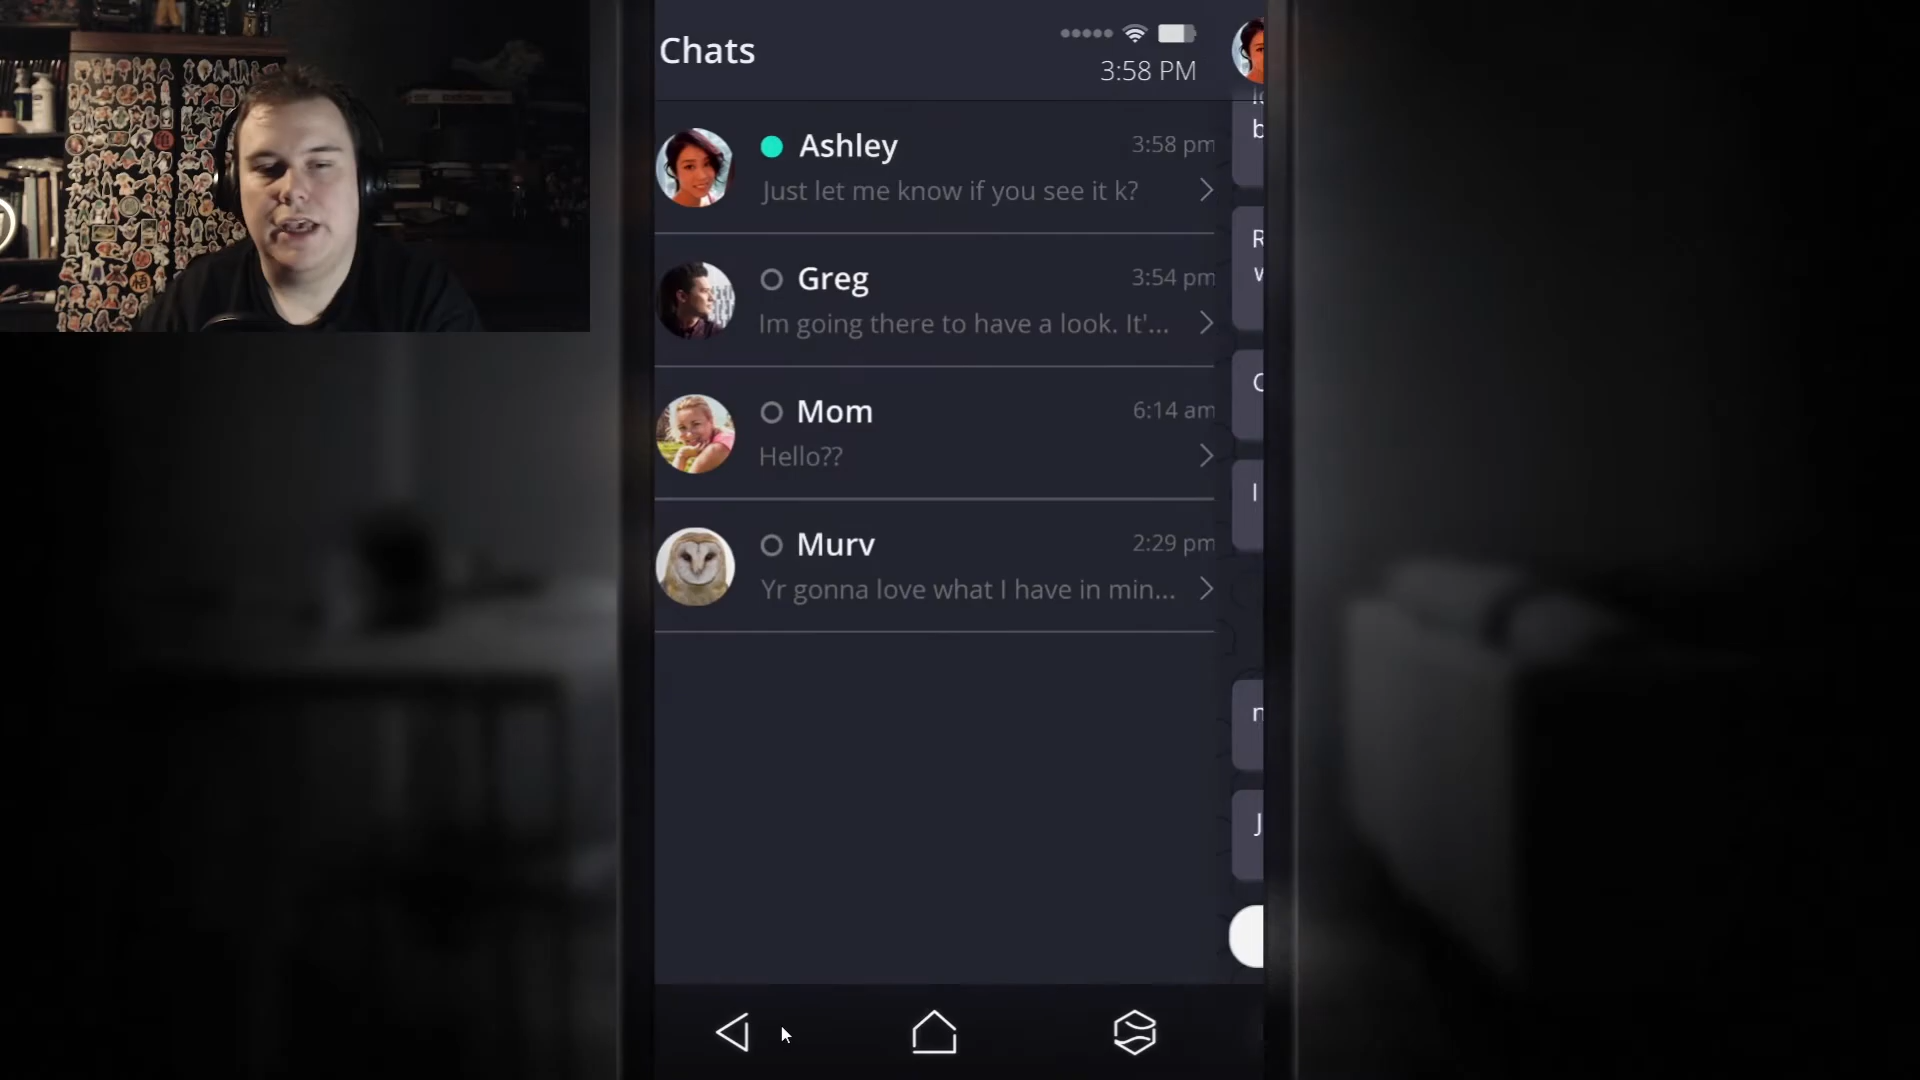 Chats
3:58 PM
Ashley
3:58 pm
Just let me know if you see it k?
Greg
3:54 pm
Im going there to have a look. It'...
Mom
6:14 am
Hello??
Murv
2:29 pm
Yr gonna love what I have in min...